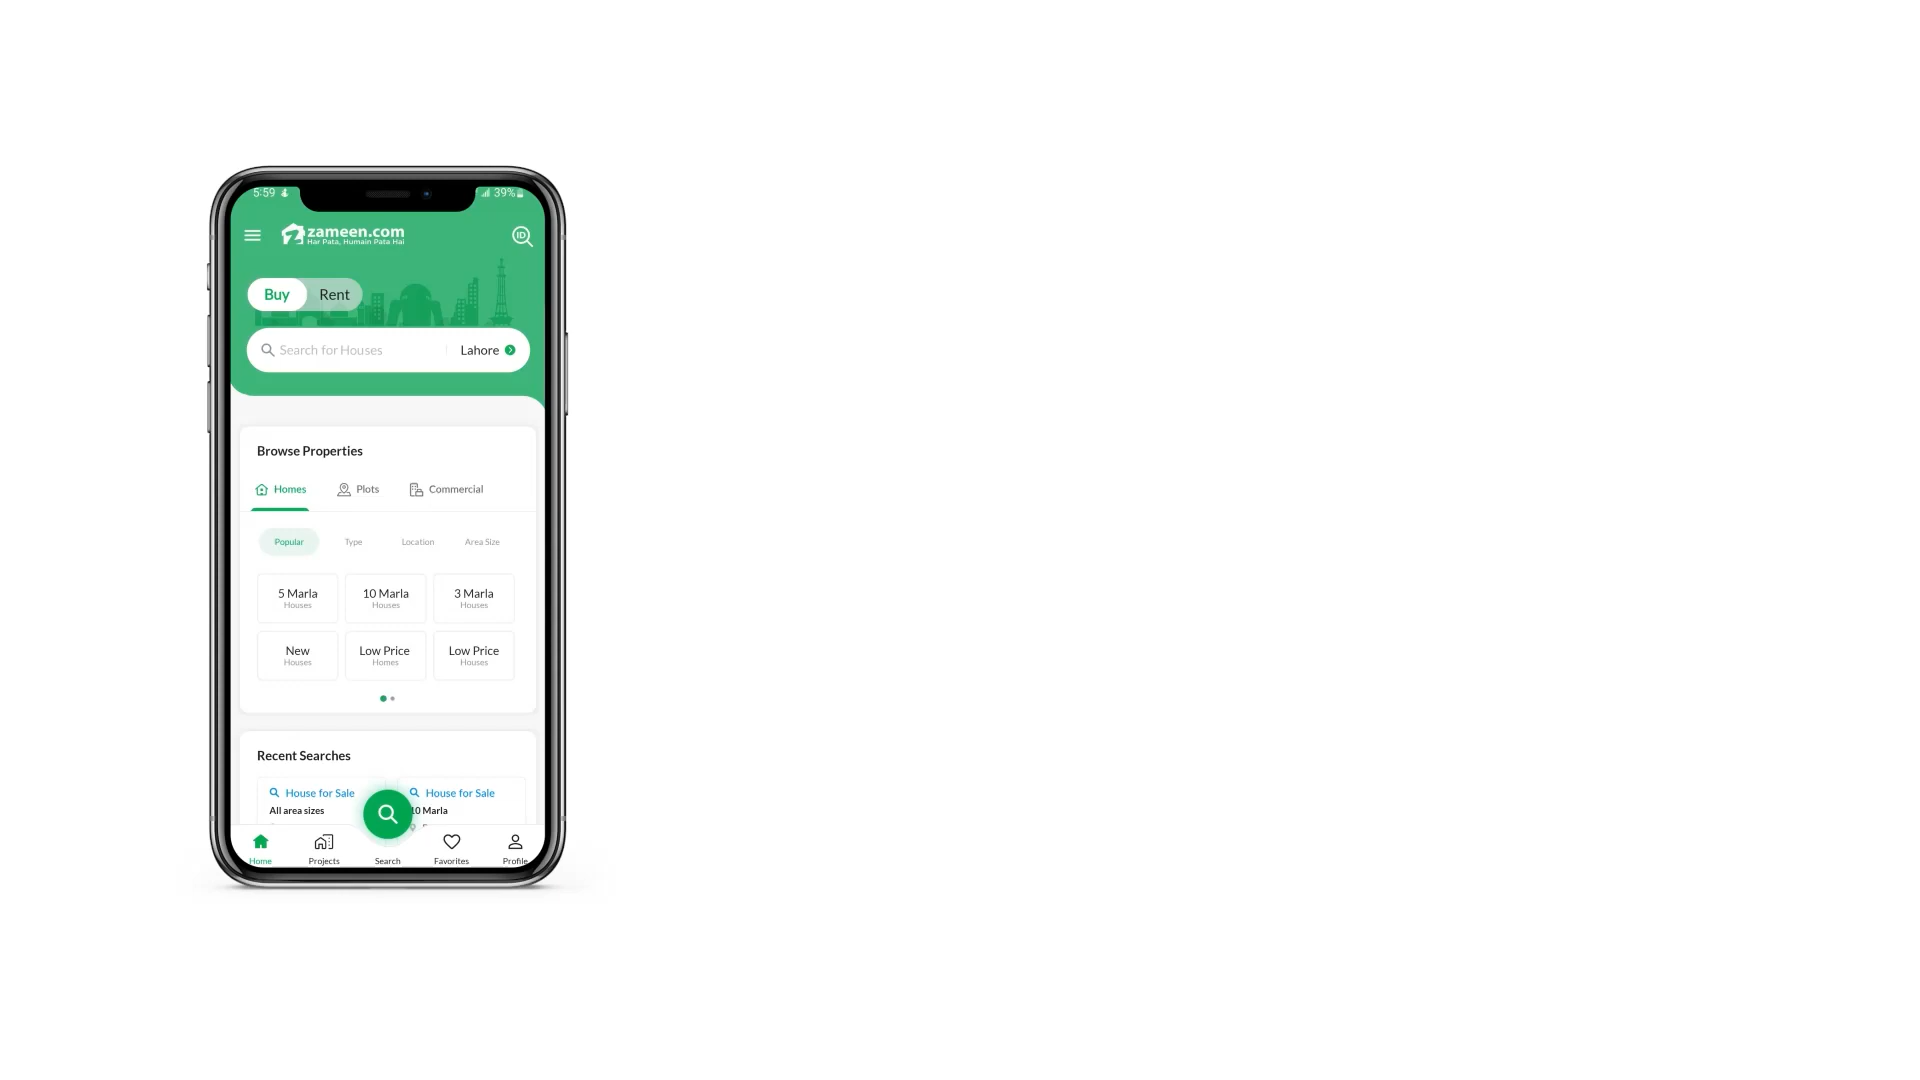 5:59
39%
zameen.com
Har Pata, Humain Pata Hai
ID
Buy Rent
Search for Houses Lahore
Browse Properties
Homes Plots Commercial
Popular Type Location Area Size
5 Marla 10 Marla 3 Marla
Houses Houses Houses
New Low Price Low Price
Houses Homes Houses
Recent Searches
House for Sale House for Sale
All area sizes 10 Marla
Home Projects Search Favorites Profile